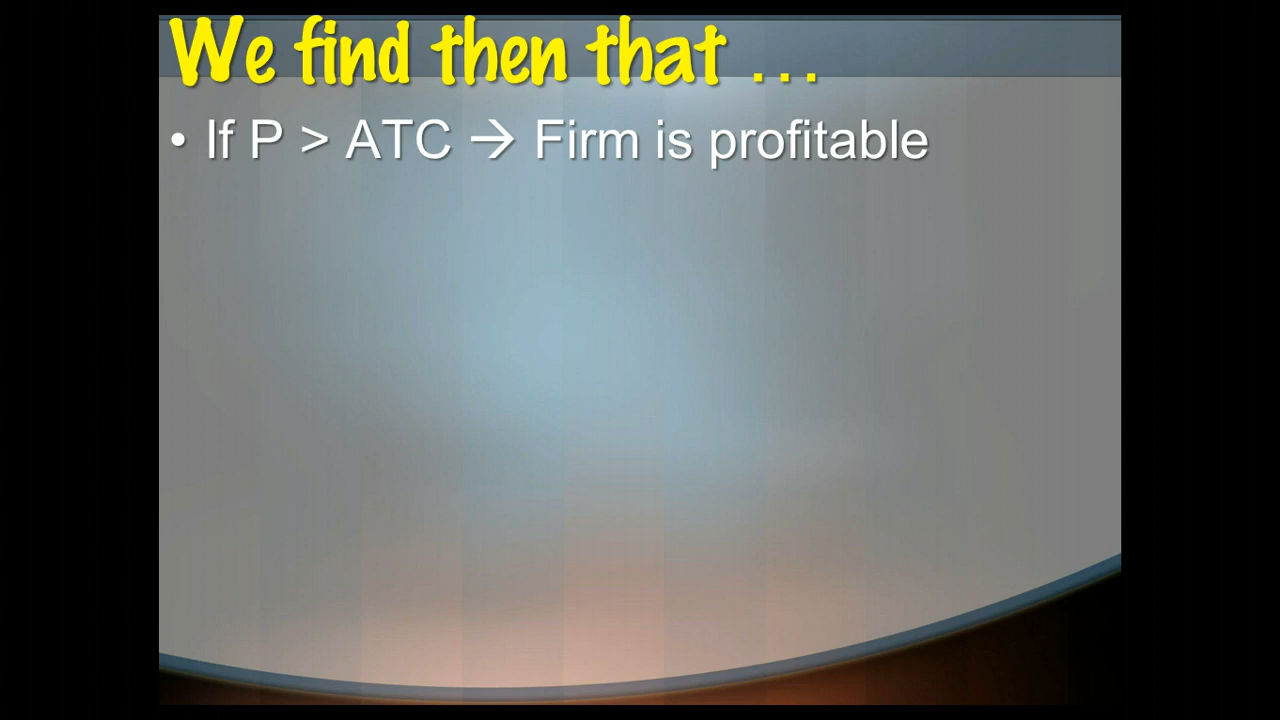 We find then that …
• If P > ATC → Firm is profitable